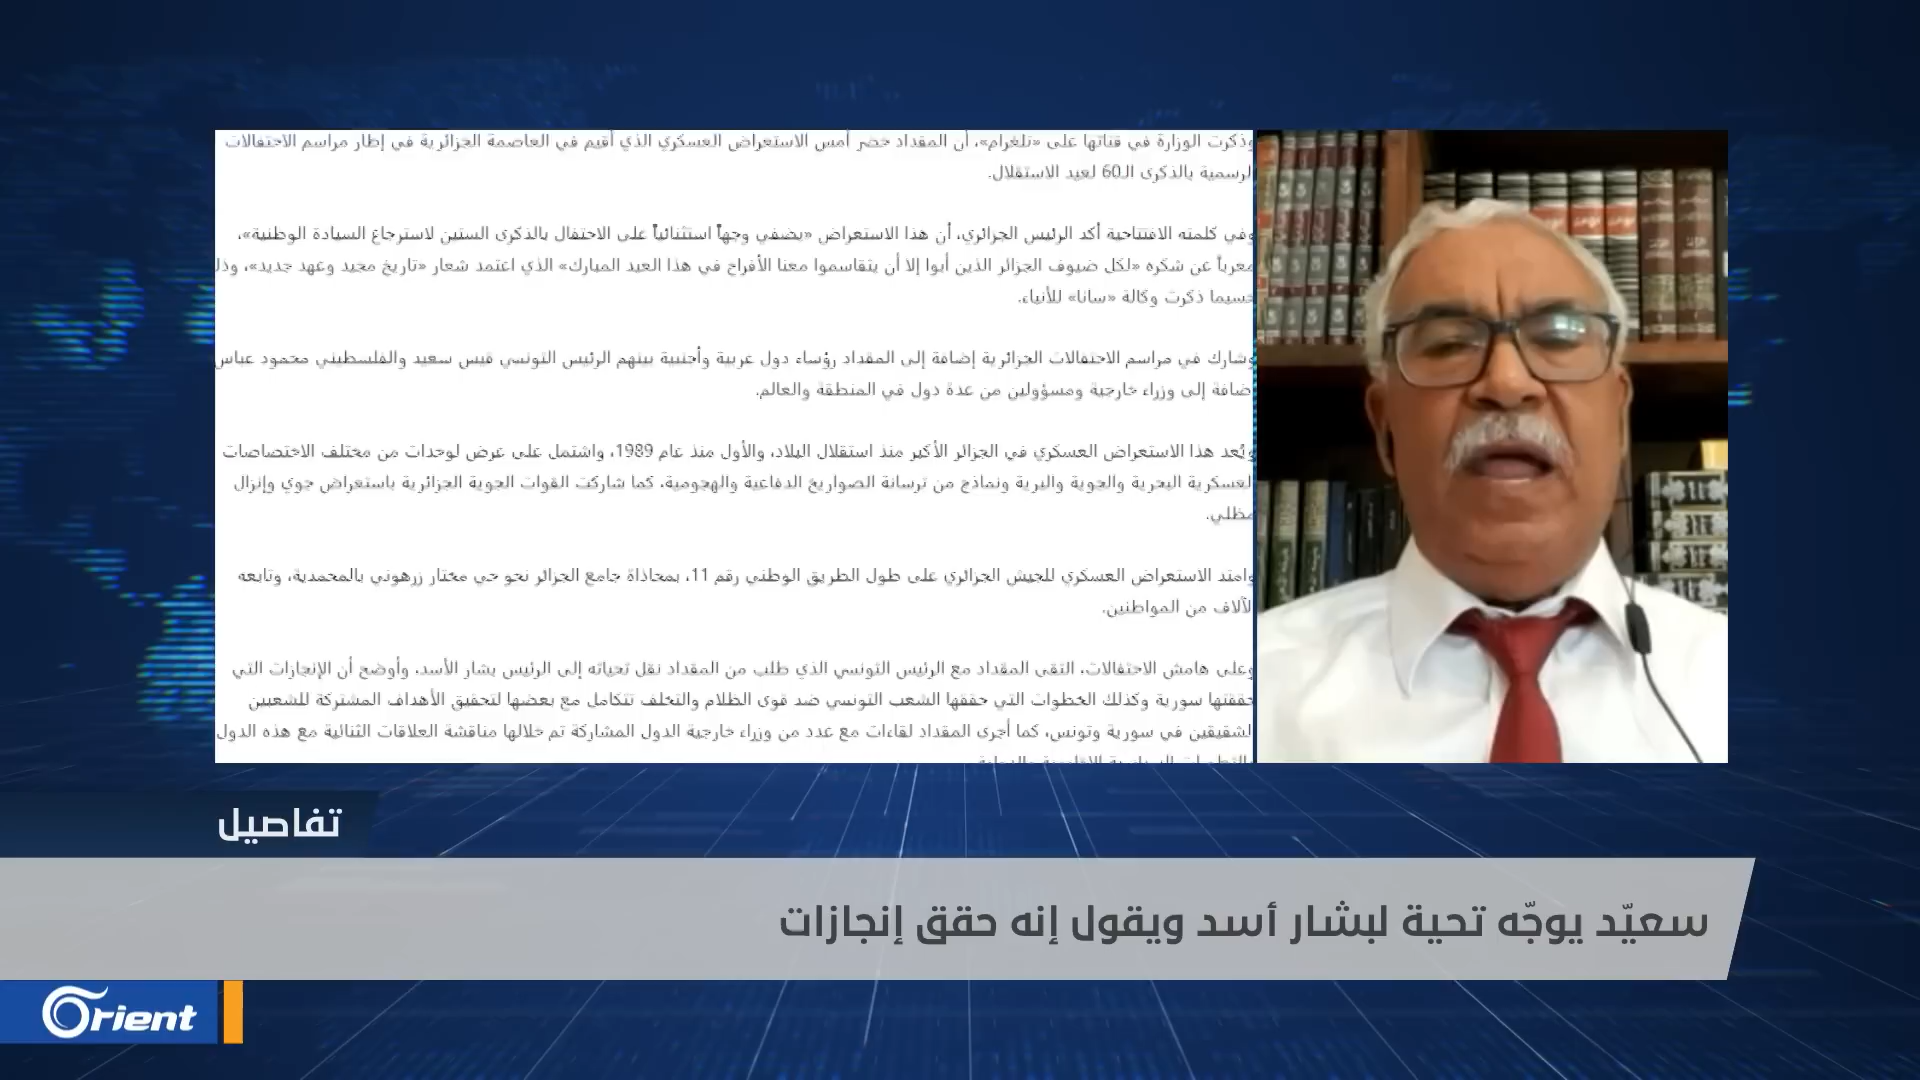 وذكرت الوزارة في قناتها على «تلغرام»، أن المقداد حضر أمس الاستعراض العسكري الذي أقيم في العاصمة الجزائرية في إطار مراسم الاحتفالات
لرسمية بالذكرى الـ60 لعيد الاستقلال.
وفي كلمته الافتتاحية أكد الرئيس الجزائري، أن هذا الاستعراض «يضفي وجهاً استثنائياً على الاحتفال بالذكرى الستين لاسترجاع السيادة الوطنية»،
معرباً عن شكره «لكل ضيوف الجزائر الذين أبوا إلا أن يتقاسموا معنا الأفراح في هذا العيد المبارك» الذي اعتمد شعار «تاريخ مجيد وعهد جديد»، وذل
حسبما ذكرت وكالة «سانا» للأنباء.
وشارك في مراسم الاحتفالات الجزائرية إضافة إلى المقداد رؤساء دول عربية وأجنبية بينهم الرئيس التونسي قيس سعيد والفلسطيني محمود عباس
ضافة إلى وزراء خارجية ومسؤولين من عدة دول في المنطقة والعالم.
ويُعد هذا الاستعراض العسكري في الجزائر الأكبر منذ استقلال البلاد، والأول منذ عام 1989، واشتمل على عرض لوحدات من مختلف الاختصاصات
لعسكرية البحرية والجوية والبرية ونماذج من ترسانة الصواريخ الدفاعية والهجومية، كما شاركت القوات الجوية الجزائرية باستعراض جوي وإنزال
مظلي.
وامتد الاستعراض العسكري للجيش الجزائري على طول الطريق الوطني رقم 11، بمحاذاة جامع الجزائر نحو حي مختار زرهوني بالمحمدية، وتابعه
لآلاف من المواطنين.
وعلى هامش الاحتفالات، التقى المقداد مع الرئيس التونسي الذي طلب من المقداد نقل تحياته إلى الرئيس بشار الأسد، وأوضح أن الإنجازات التي
حققتها سورية وكذلك الخطوات التي حققها الشعب التونسي ضد قوى الظلام والتخلف تتكامل مع بعضها لتحقيق الأهداف المشتركة للشعبين
لشقيقين في سورية وتونس، كما أجرى المقداد لقاءات مع عدد من وزراء خارجية الدول المشاركة تم خلالها مناقشة العلاقات الثنائية مع هذه الدول
تفاصيل
سعيّد يوجّه تحية لبشار أسد ويقول إنه حقق إنجازات
Orient